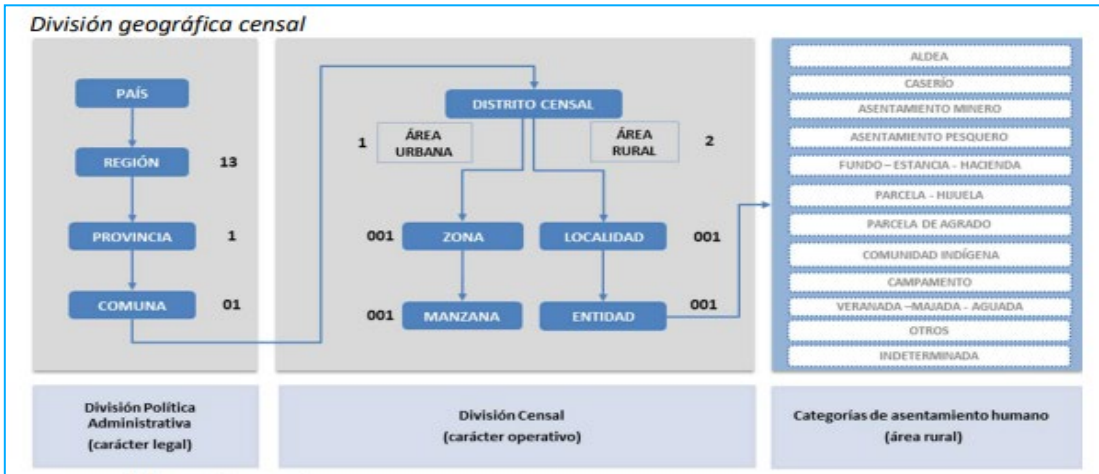 División geográfica censal
PAÍS
REGIÓN
13
PROVINCIA
1
COMUNA
01
DISTRITO CENSAL
1
ÁREA
URBANA
ÁREA
RURAL
2
001
ZONA
LOCALIDAD
001
001
MANZANA
ENTIDAD
001
ALDEA
CASERÍO
ASENTAMIENTO MINERO
ASENTAMIENTO PESQUERO
FUNDO – ESTANCIA - HACIENDA
PARCELA - HIJUELA
PARCELA DE AGRADO
COMUNIDAD INDÍGENA
CAMPAMENTO
VERANADA –MAJADA - AGUADA
OTROS
INDETERMINADA
División Política
Administrativa
(carácter legal)
División Censal
(carácter operativo)
Categorías de asentamiento humano
(área rural)